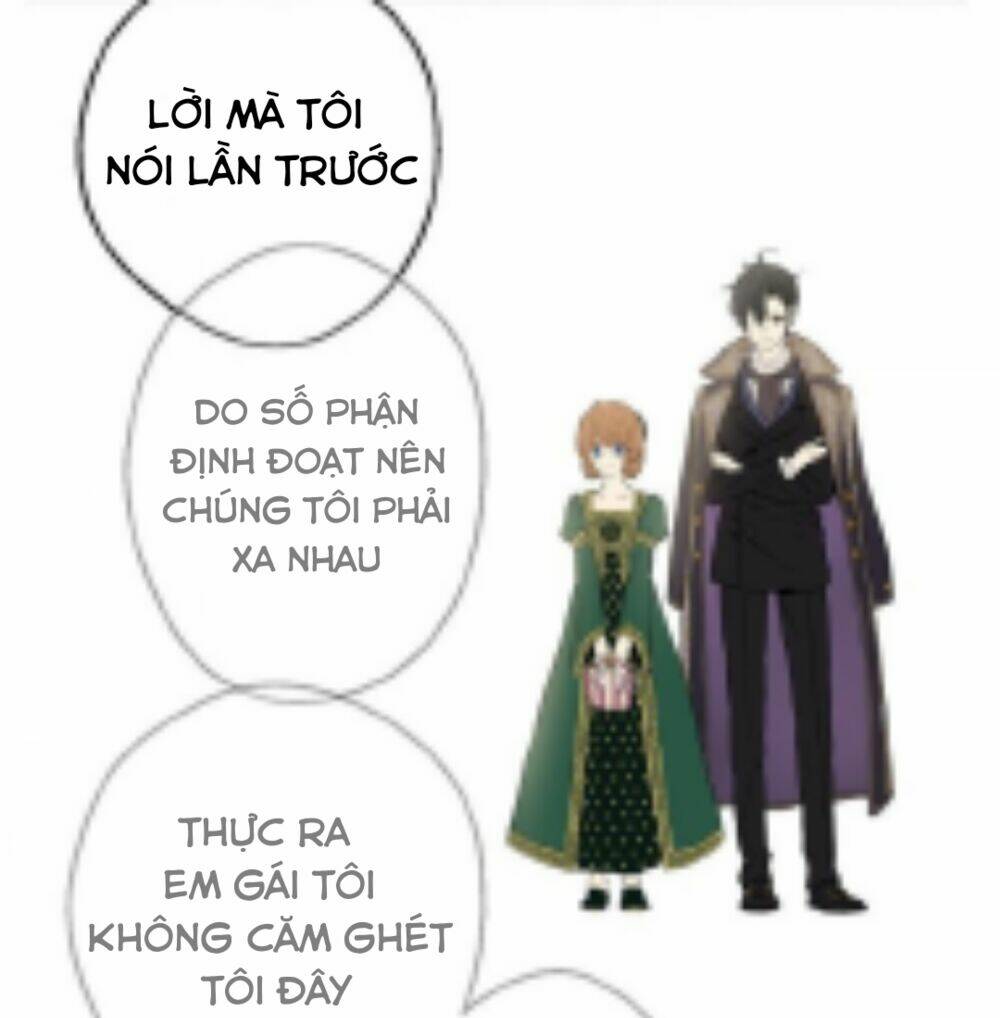 LỜI MÀ TÔI
NÓI LẦN TRƯỚC
DO SỐ PHẬN
ĐỊNH ĐOẠT NÊN
CHÚNG TÔI PHẢI
XA NHAU
THỰC RA
EM GÁI TÔI
KHÔNG CĂM GHÉT
TÔI ĐÂY